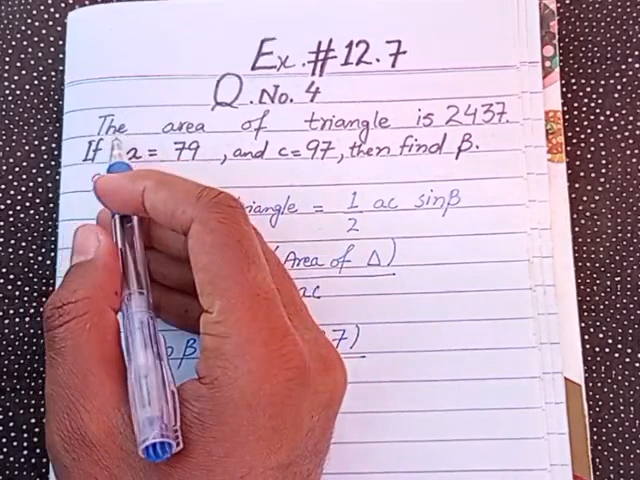 Ex.#12.7
Q.No.4
The area of triangle is 2437.
If a = 79, and c=97, then find β.
riangle = 1/2 ac sinβ
(Area of Δ)
ac
β 7)